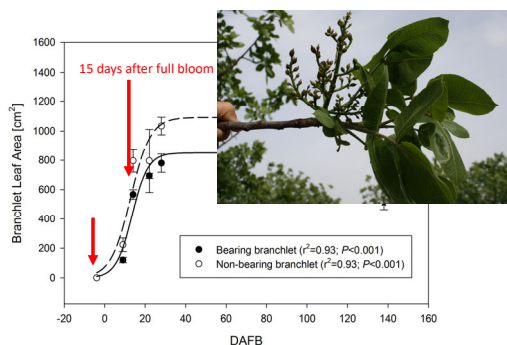 1600
1400
1200
1000
800
600
400
200
0
Branchlet Leaf Area [cm²]
15 days after full bloom
Bearing branchlet (r²=0.93; P<0.001)
Non-bearing branchlet (r²=0.93; P<0.001)
-20 0 20 40 60 80 100 120 140 160
DAFB